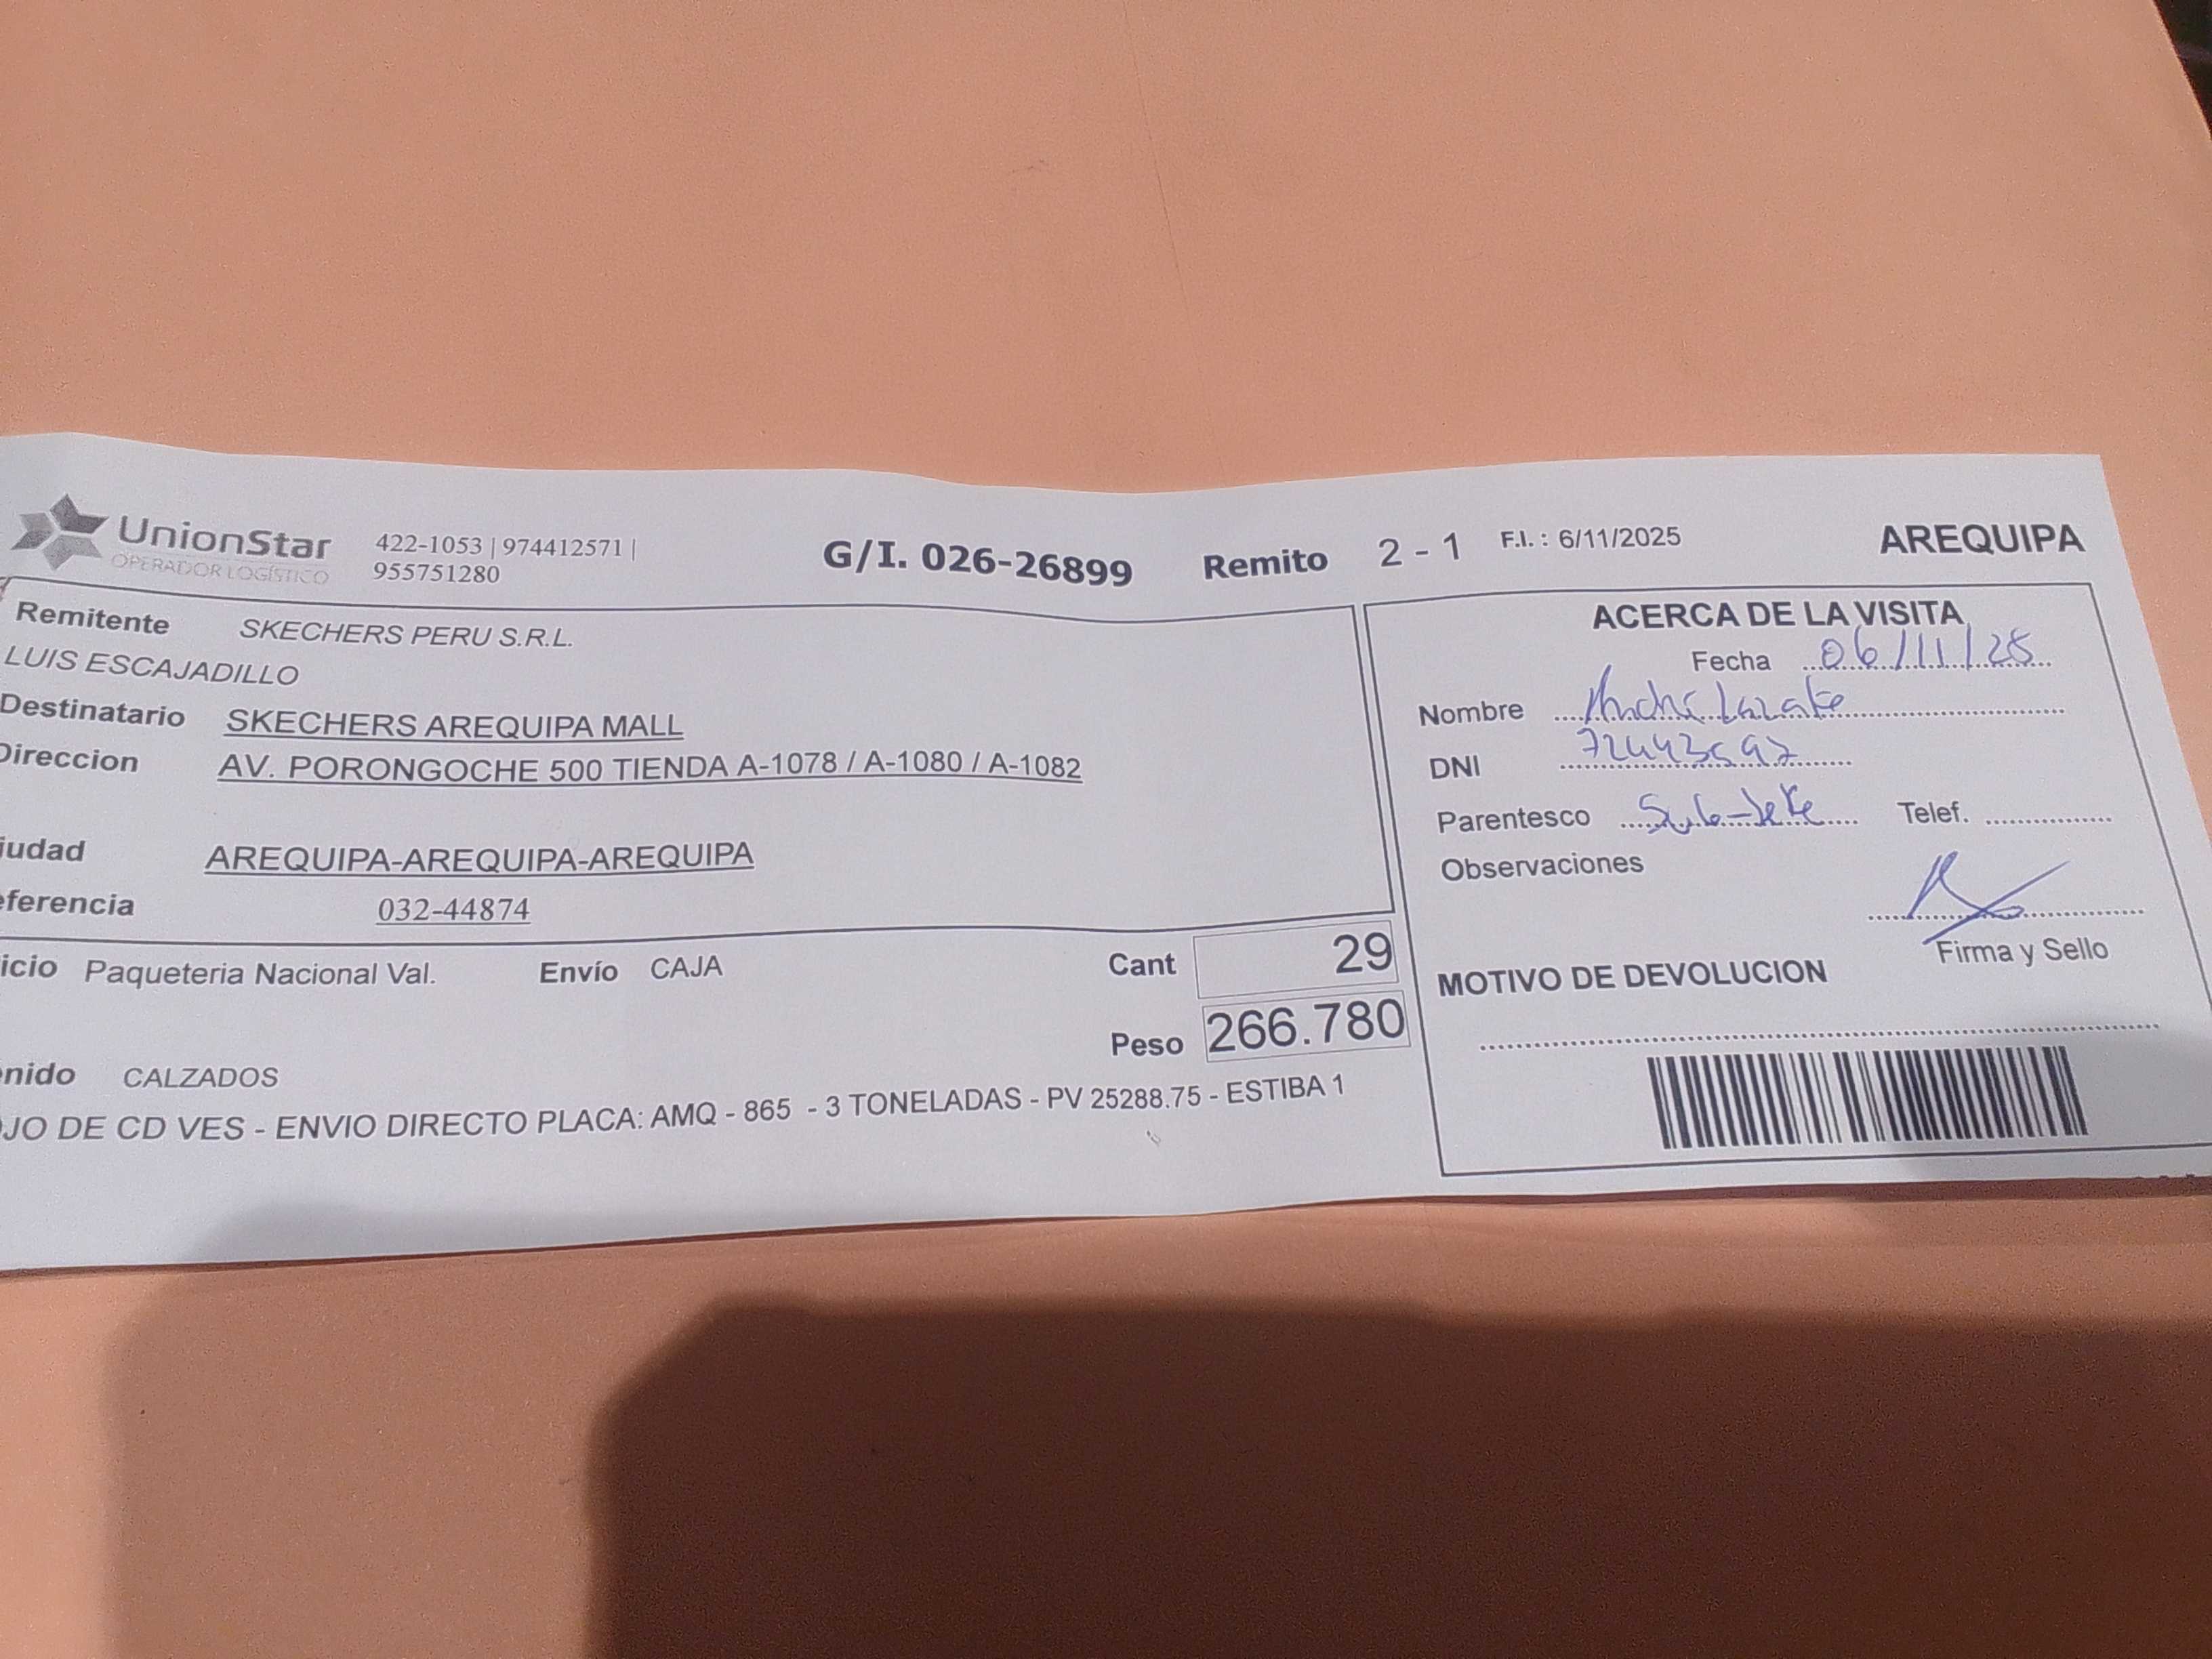 UnionStar
OPERADOR LOGÍSTICO
422-1053 | 974412571 |
955751280
G/I. 026-26899 Remito 2 - 1 F.I. : 6/11/2025 AREQUIPA
Remitente SKECHERS PERU S.R.L.
LUIS ESCAJADILLO
Destinatario SKECHERS AREQUIPA MALL
Direccion AV. PORONGOCHE 500 TIENDA A-1078 / A-1080 / A-1082
iudad AREQUIPA-AREQUIPA-AREQUIPA
eferencia 032-44874
icio Paqueteria Nacional Val. Envío CAJA Cant 29
Peso 266.780
nido CALZADOS
JO DE CD VES - ENVIO DIRECTO PLACA: AMQ - 865 - 3 TONELADAS - PV 25288.75 - ESTIBA 1
ACERCA DE LA VISITA
Fecha 06/11/25
Nombre
DNI
Parentesco Sub-Jefe Telef.
Observaciones
Firma y Sello
MOTIVO DE DEVOLUCION